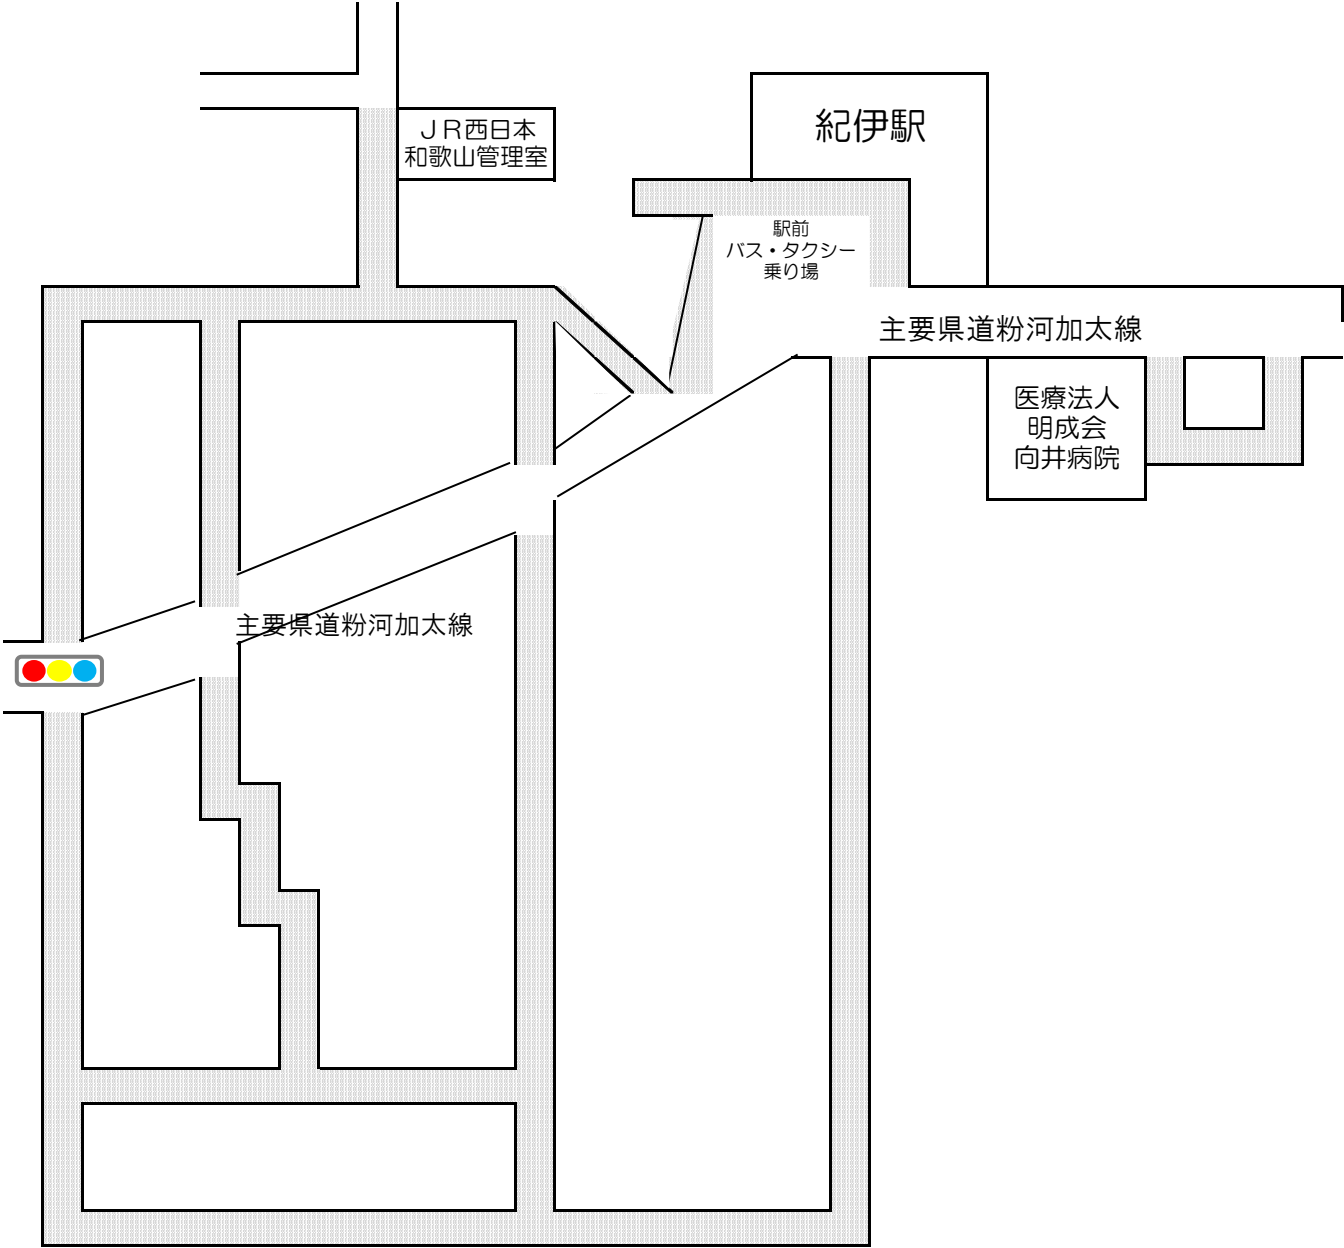 ＪＲ西日本
和歌山管理室
紀伊駅
駅前
バス・タクシー
乗り場
主要県道粉河加太線
医療法人
明成会
向井病院
主要県道粉河加太線